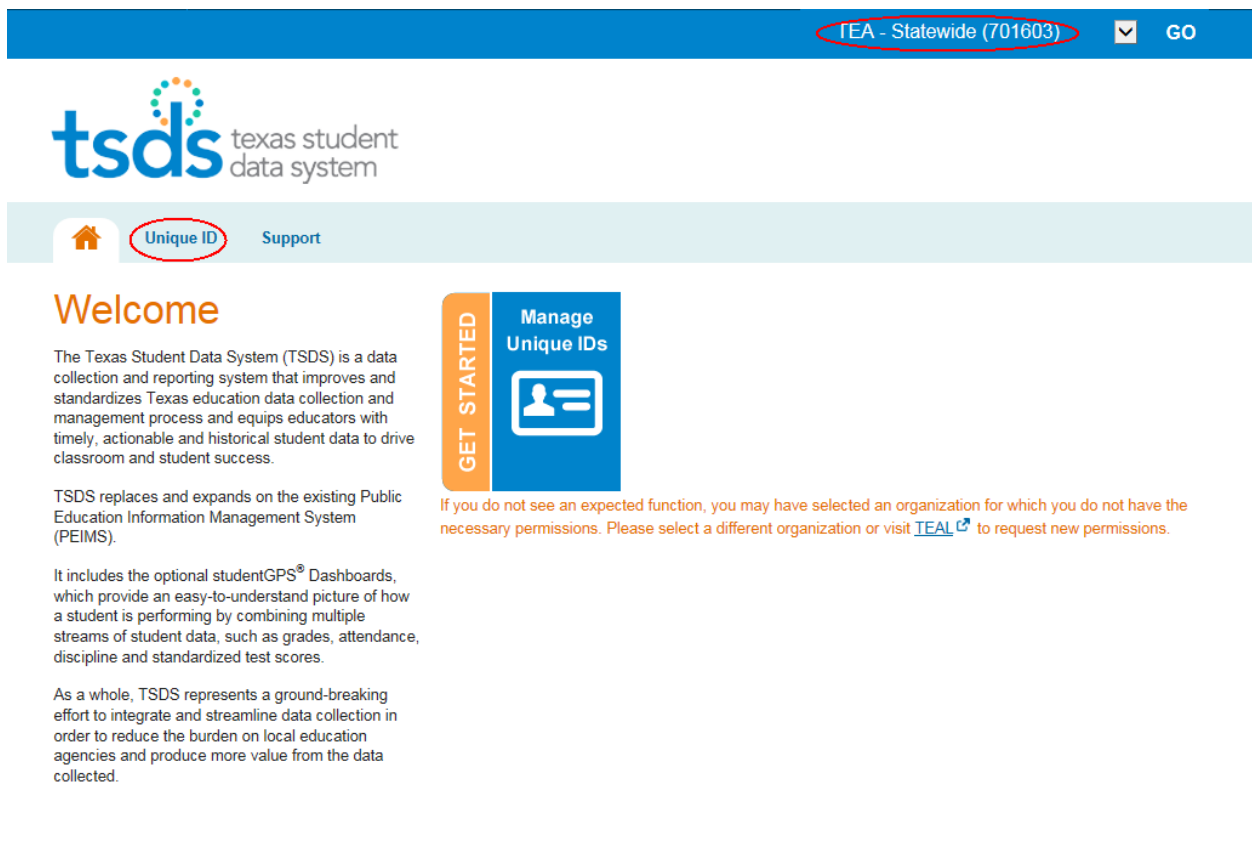 TEA - Statewide (701603)
GO
tsds texas student
data system
Unique ID
Support
Welcome
The Texas Student Data System (TSDS) is a data
collection and reporting system that improves and
standardizes Texas education data collection and
management process and equips educators with
timely, actionable and historical student data to drive
classroom and student success.
TSDS replaces and expands on the existing Public
Education Information Management System
(PEIMS).
It includes the optional studentGPS® Dashboards,
which provide an easy-to-understand picture of how
a student is performing by combining multiple
streams of student data, such as grades, attendance,
discipline and standardized test scores.
As a whole, TSDS represents a ground-breaking
effort to integrate and streamline data collection in
order to reduce the burden on local education
agencies and produce more value from the data
collected.
GET STARTED
Manage
Unique IDs
If you do not see an expected function, you may have selected an organization for which you do not have the
necessary permissions. Please select a different organization or visit TEAL to request new permissions.